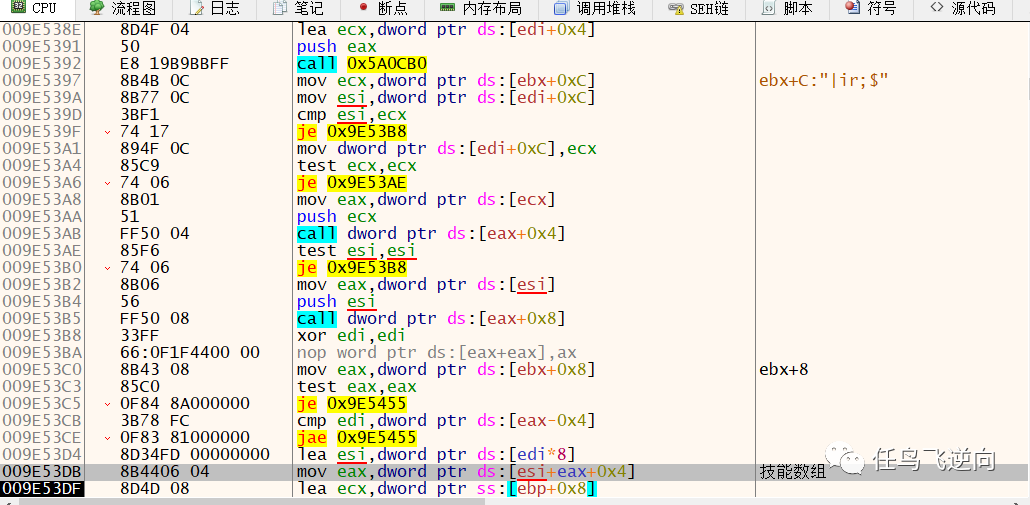 CPU 流程图 日志 笔记 断点 内存布局 调用堆栈 SEH链 脚本 符号 源代码
009E538E 8D4F 04 lea ecx,dword ptr ds:[edi+0x4]
009E5391 50 push eax
009E5392 E8 19B9BBFF call 0x5A0CB0
009E5397 8B4B 0C mov ecx,dword ptr ds:[ebx+0xC] ebx+C:"|ir;$"
009E539A 8B77 0C mov esi,dword ptr ds:[edi+0xC]
009E539D 3BF1 cmp esi,ecx
009E539F 74 17 je 0x9E53B8
009E53A1 894F 0C mov dword ptr ds:[edi+0xC],ecx
009E53A4 85C9 test ecx,ecx
009E53A6 74 06 je 0x9E53AE
009E53A8 8B01 mov eax,dword ptr ds:[ecx]
009E53AA 51 push ecx
009E53AB FF50 04 call dword ptr ds:[eax+0x4]
009E53AE 85F6 test esi,esi
009E53B0 74 06 je 0x9E53B8
009E53B2 8B06 mov eax,dword ptr ds:[esi]
009E53B4 56 push esi
009E53B5 FF50 08 call dword ptr ds:[eax+0x8]
009E53B8 33FF xor edi,edi
009E53BA 66:0F1F4400 00 nop word ptr ds:[eax+eax],ax
009E53C0 8B43 08 mov eax,dword ptr ds:[ebx+0x8] ebx+8
009E53C3 85C0 test eax,eax
009E53C5 0F84 8A000000 je 0x9E5455
009E53CB 3B78 FC cmp edi,dword ptr ds:[eax-0x4]
009E53CE 0F83 81000000 jae 0x9E5455
009E53D4 8D34FD 00000000 lea esi,dword ptr ds:[edi*8]
009E53DB 8B4406 04 mov eax,dword ptr ds:[esi+eax+0x4] 技能数组
009E53DF 8D4D 08 lea ecx,dword ptr ss:[ebp+0x8]
任鸟飞逆向